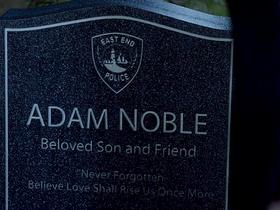 EAST END
POLICE
ADAM NOBLE
Beloved Son and Friend
"Never Forgotten
Believe Love Shall Rise Us Once More